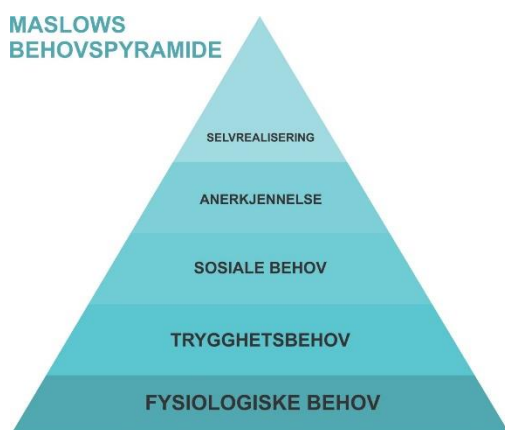 MASLOWS
BEHOVSPYRAMIDE
SELVREALISERING
ANERKJENNELSE
SOSIALE BEHOV
TRYGGHETSBEHOV
FYSIOLOGISKE BEHOV